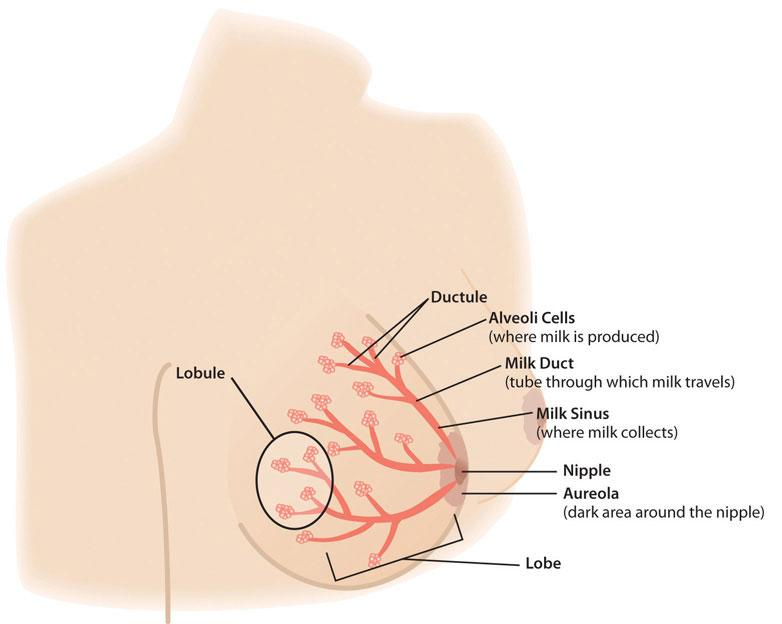 Ductule
Alveoli Cells
(where milk is produced)
Milk Duct
(tube through which milk travels)
Lobule
Milk Sinus
(where milk collects)
Nipple
Aureola
(dark area around the nipple)
Lobe